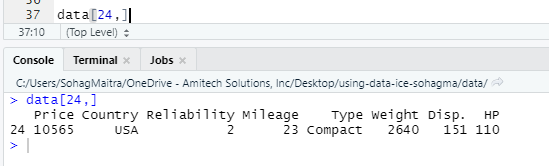 37 data[24,]
37:10 (Top Level)
Console Terminal Jobs
C:/Users/SohagMaitra/OneDrive - Amitech Solutions, Inc/Desktop/using-data-ice-sohagma/data/
> data[24,]
Price Country Reliability Mileage Type Weight Disp. HP
24 10565 USA 2 23 Compact 2640 151 110
>